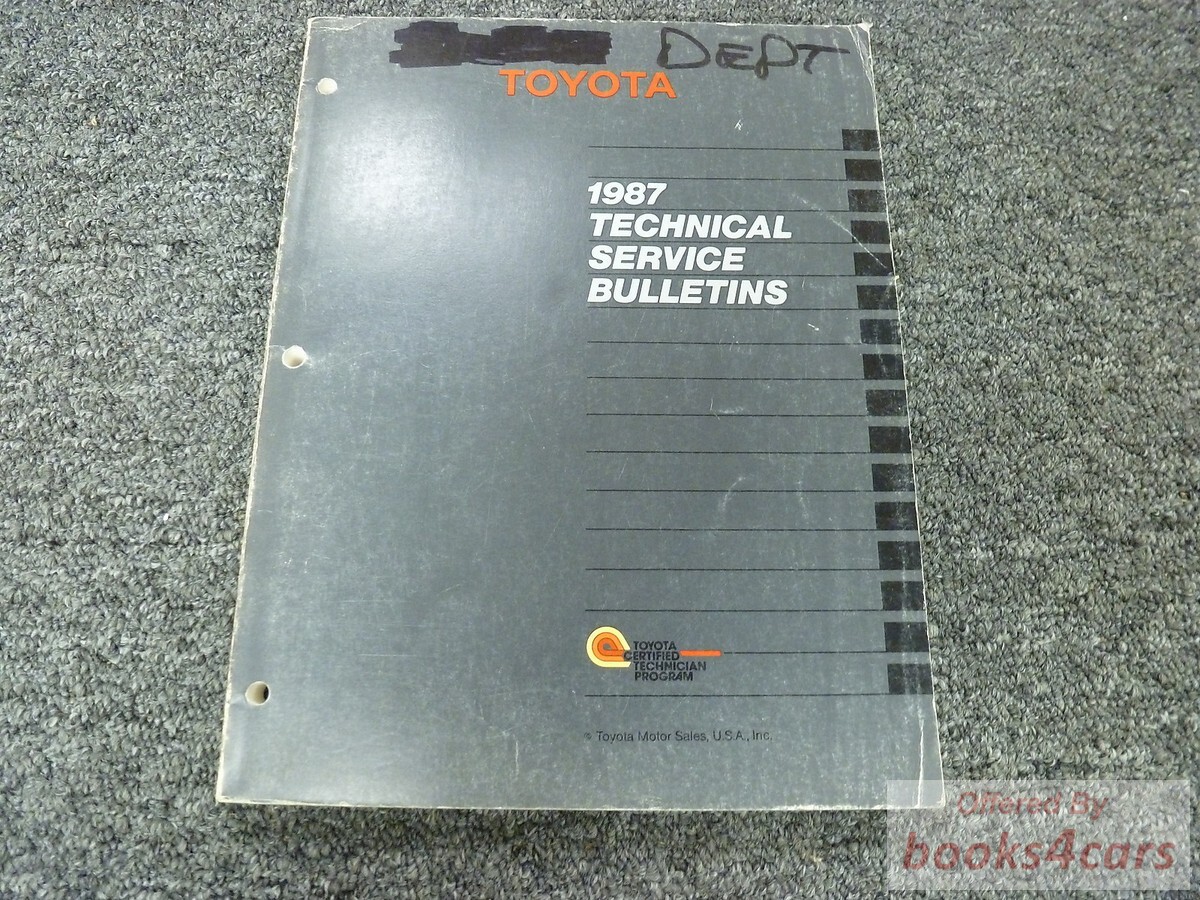 DEPT
TOYOTA
1987
TECHNICAL
SERVICE
BULLETINS
TOYOTA
CERTIFIED
TECHNICIAN
PROGRAM
© Toyota Motor Sales, U.S.A., Inc.
Offered By
books4cars